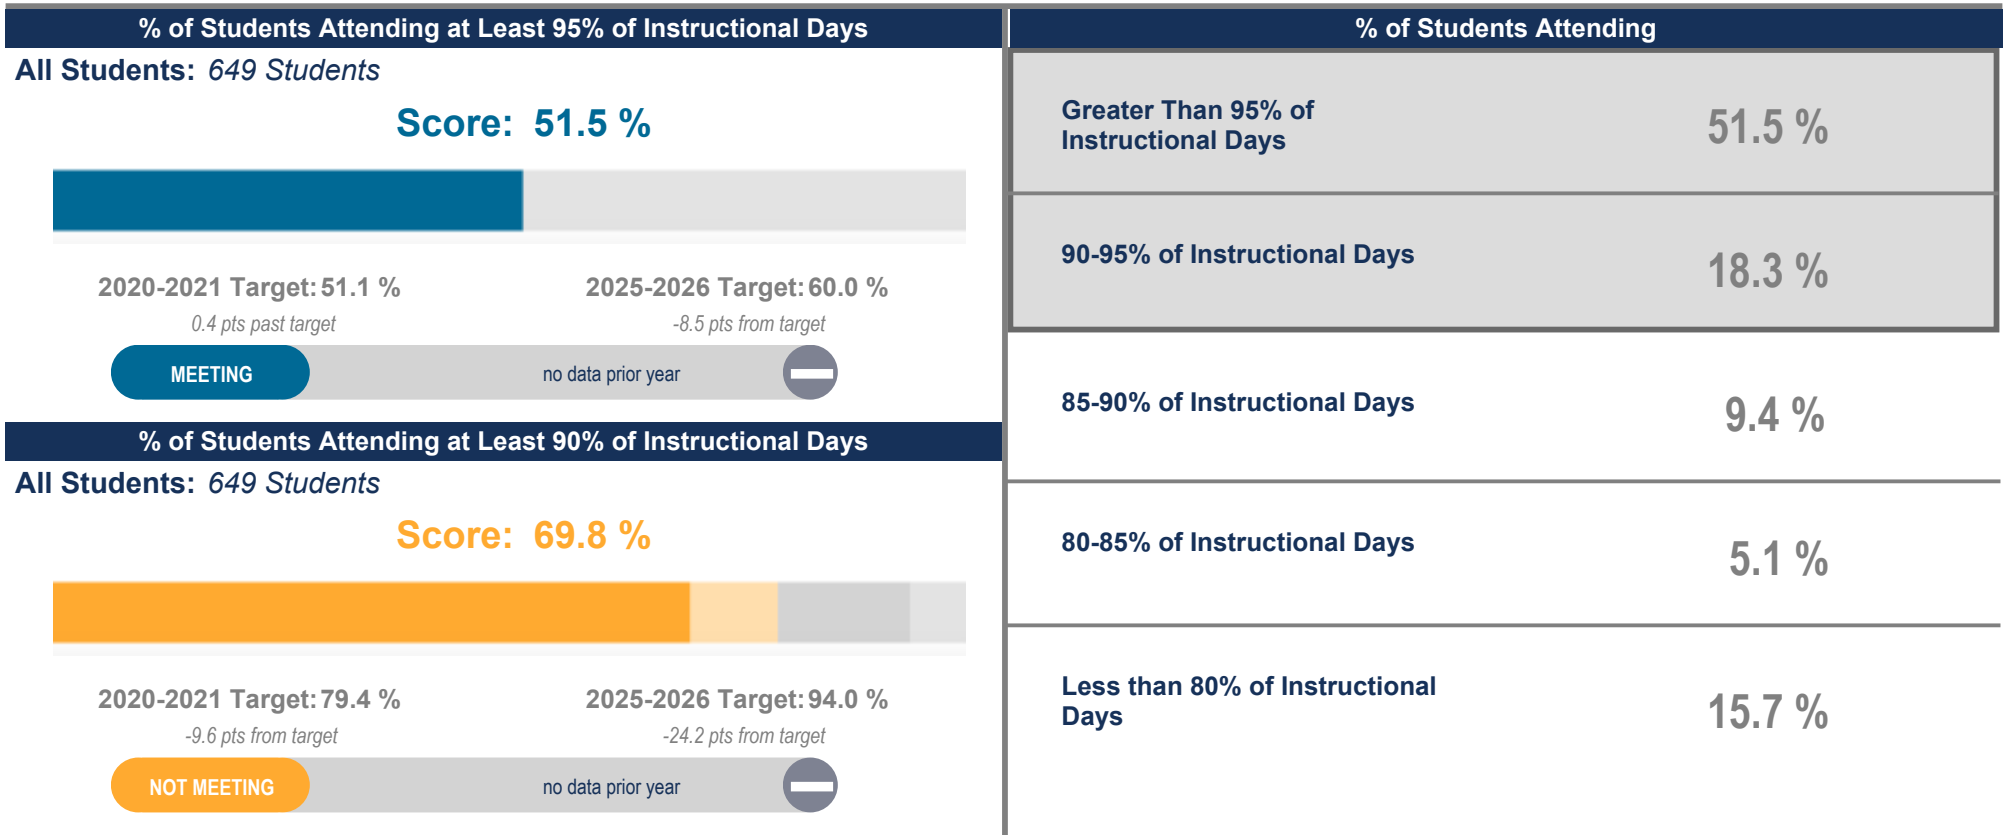 % of Students Attending at Least 95% of Instructional Days
All Students: 649 Students
Score: 51.5 %
2020-2021 Target: 51.1 %
0.4 pts past target
2025-2026 Target: 60.0 %
-8.5 pts from target
MEETING
no data prior year
% of Students Attending at Least 90% of Instructional Days
All Students: 649 Students
Score: 69.8 %
2020-2021 Target: 79.4 %
-9.6 pts from target
2025-2026 Target: 94.0 %
-24.2 pts from target
NOT MEETING
no data prior year
% of Students Attending
Greater Than 95% of
Instructional Days
51.5 %
90-95% of Instructional Days
18.3 %
85-90% of Instructional Days
9.4 %
80-85% of Instructional Days
5.1 %
Less than 80% of Instructional
Days
15.7 %